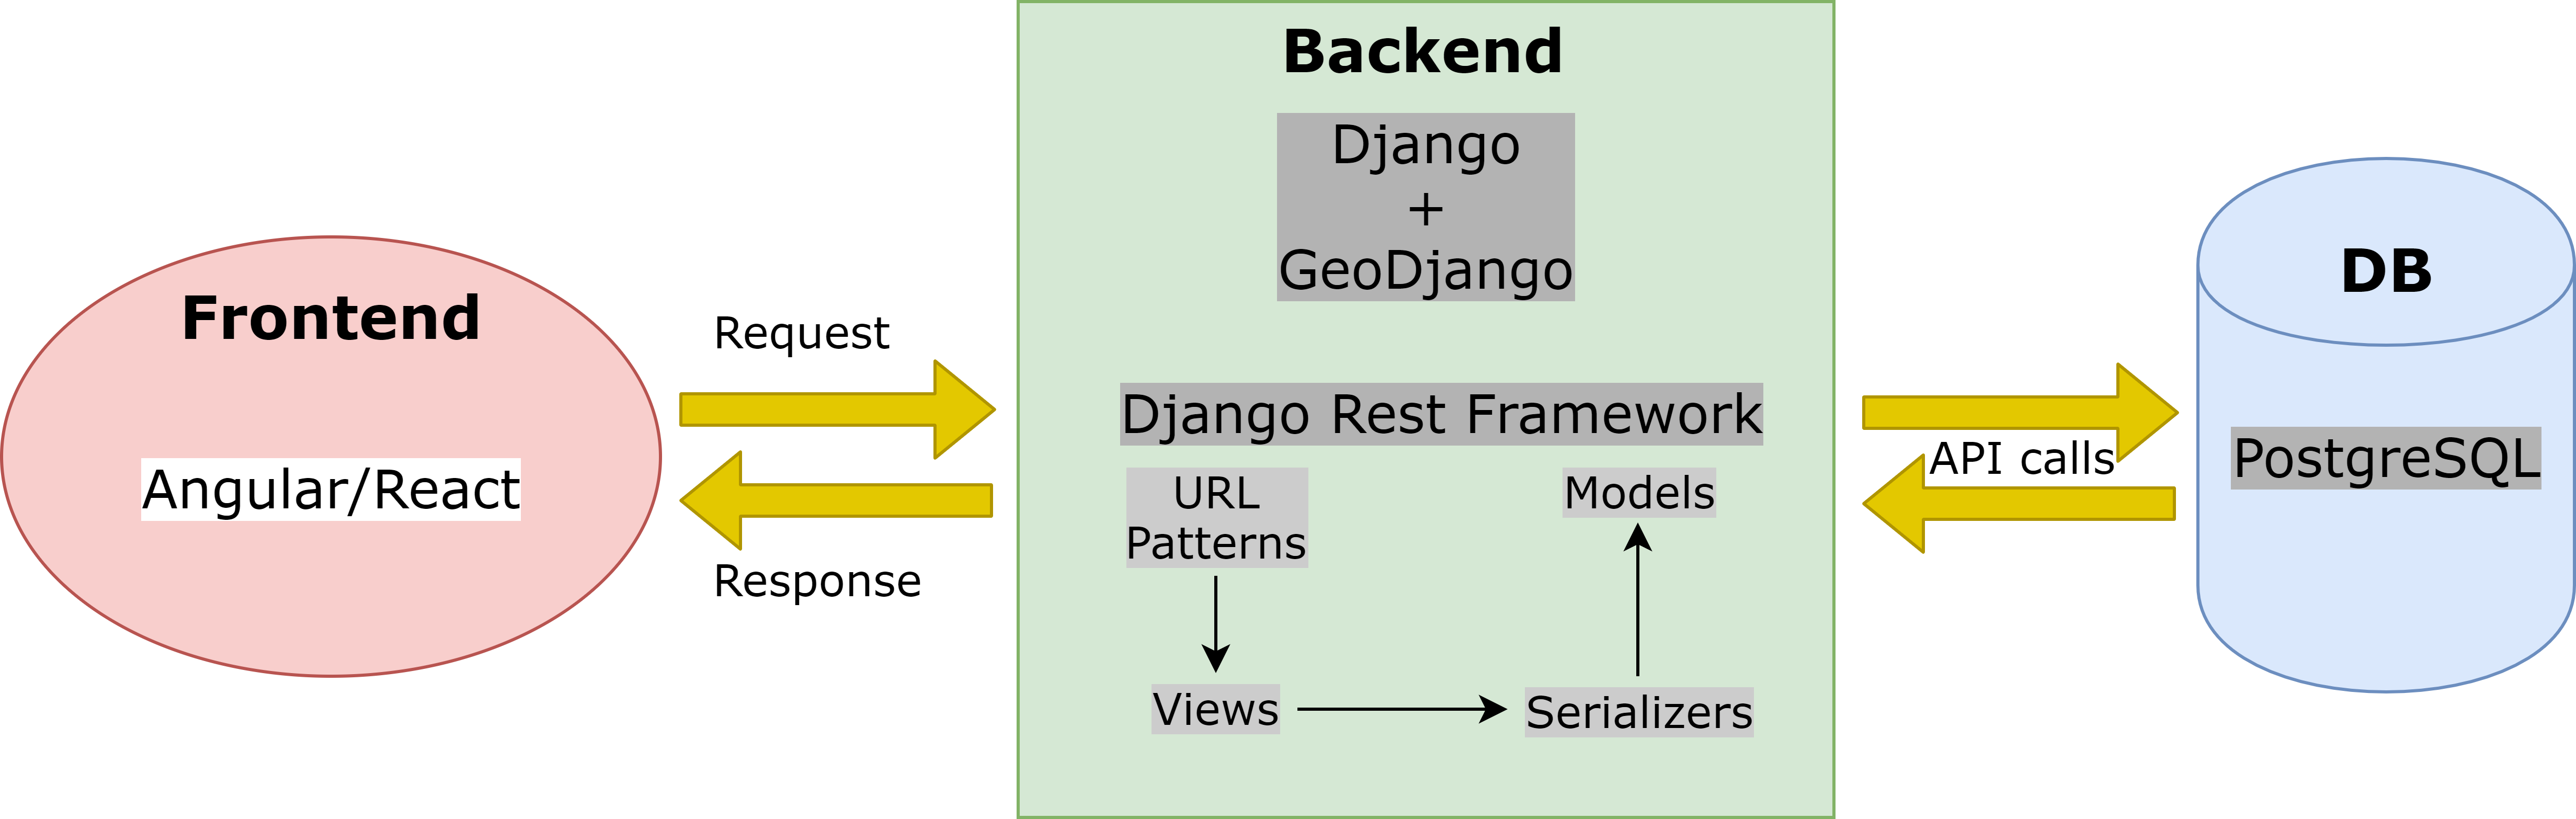 Frontend
Angular/React
Request
Response
Backend
Django
+
GeoDjango
Django Rest Framework
URL
Patterns
Models
Views
Serializers
API calls
DB
PostgreSQL